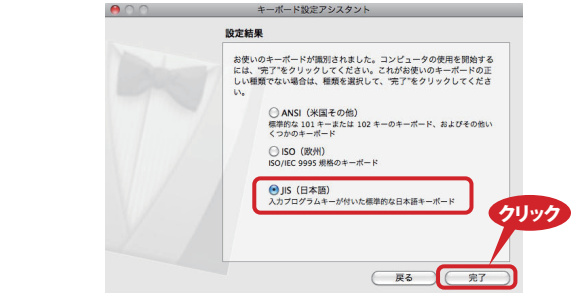 キーボード設定アシスタント
設定結果
お使いのキーボードが識別されました。コンピュータの使用を開始する
には、"完了"をクリックしてください。これがお使いのキーボードの正
しい種類でない場合は、種類を選択して、"完了"をクリックしてくださ
い。
ANSI（米国その他）
標準的な 101 キーまたは 102 キーのキーボード、およびその他い
くつかのキーボード
ISO（欧州）
ISO/IEC 9995 規格のキーボード
JIS（日本語）
入力プログラムキーが付いた標準的な日本語キーボード
クリック
戻る
完了